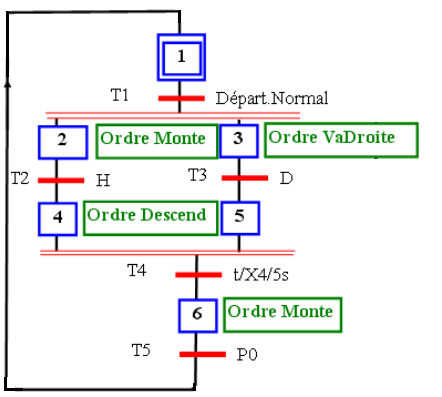 1
T1 Départ.Normal
2 Ordre Monte 3 Ordre VaDroite
T2 H T3 D
4 Ordre Descend 5
T4 t/X4/5s
6 Ordre Monte
T5 P0